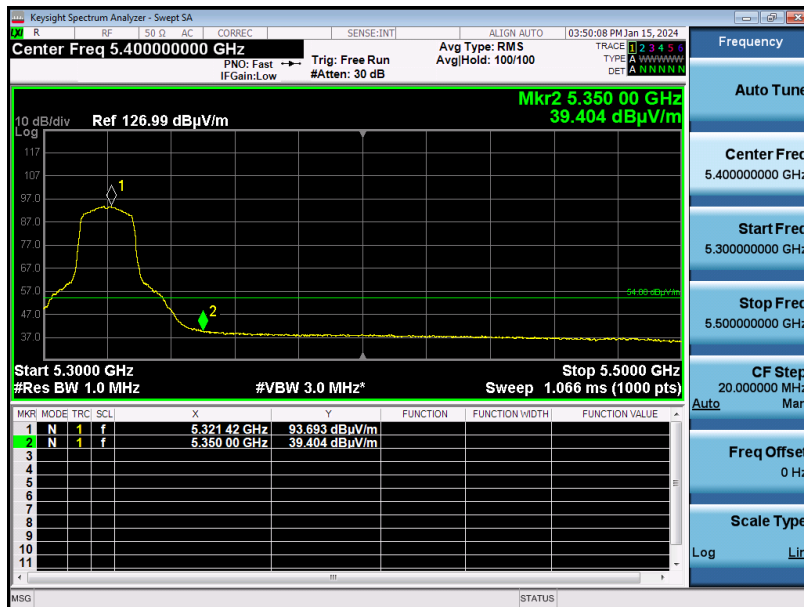 Keysight Spectrum Analyzer - Swept SA
LXI R RF 50 Ω AC CORREC SENSE:INT ALIGN AUTO 03:50:08 PM Jan 15, 2024
Center Freq 5.400000000 GHz
PNO: Fast
IFGain:Low
Trig: Free Run
#Atten: 30 dB
Avg Type: RMS
Avg|Hold: 100/100
TRACE 1 2 3 4 5 6
TYPE A W W W W W
DET A N N N N N
Mkr2 5.350 00 GHz
39.404 dBµV/m
10 dB/div Ref 126.99 dBµV/m
Log
117
107
97.0
87.0
77.0
67.0
57.0
47.0
37.0
1
2
54.00 dBµV/m
Start 5.3000 GHz Stop 5.5000 GHz
#Res BW 1.0 MHz #VBW 3.0 MHz* Sweep 1.066 ms (1000 pts)
MKR MODE TRC SCL X Y FUNCTION FUNCTION WIDTH FUNCTION VALUE
1 N 1 f 5.321 42 GHz 93.693 dBµV/m
2 N 1 f 5.350 00 GHz 39.404 dBµV/m
3
4
5
6
7
8
9
10
11
MSG STATUS
Frequency
Auto Tune
Center Freq
5.400000000 GHz
Start Freq
5.300000000 GHz
Stop Freq
5.500000000 GHz
CF Step
20.000000 MHz
Auto Man
Freq Offset
0 Hz
Scale Type
Log Lin